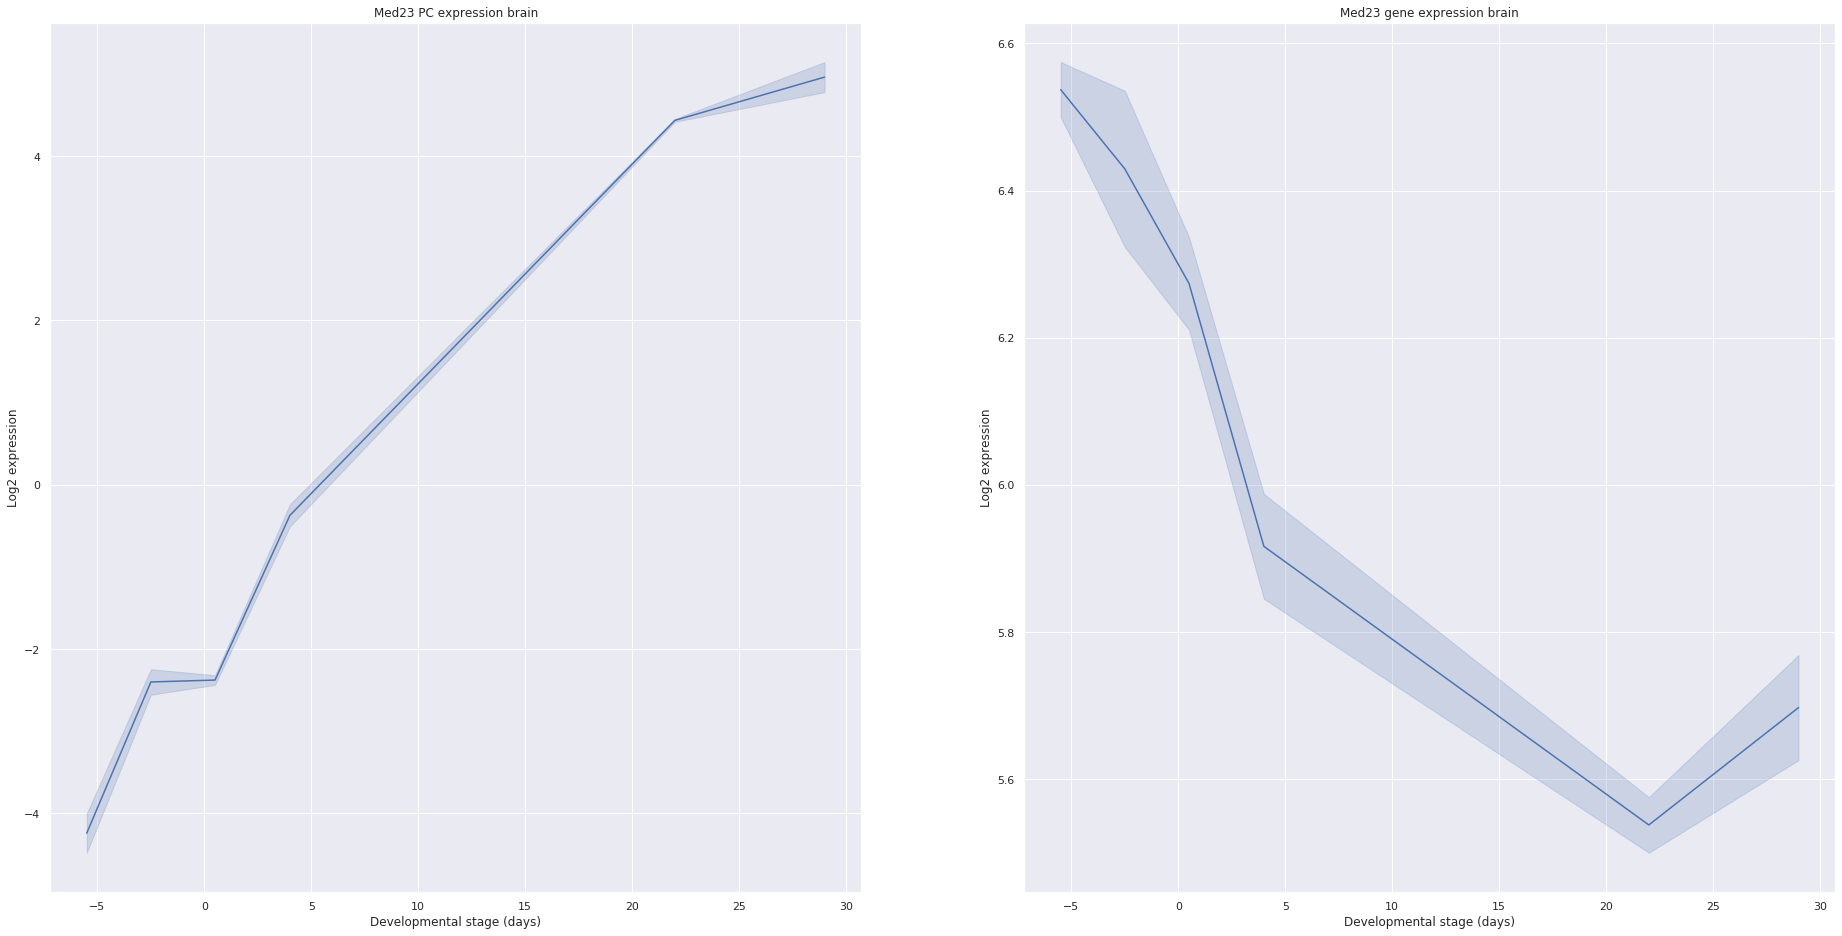 Med23 PC expression brain
Log2 expression
4
2
0
−2
−4
−5 0 5 10 15 20 25 30
Developmental stage (days)
Med23 gene expression brain
Log2 expression
6.6
6.4
6.2
6.0
5.8
5.6
−5 0 5 10 15 20 25 30
Developmental stage (days)